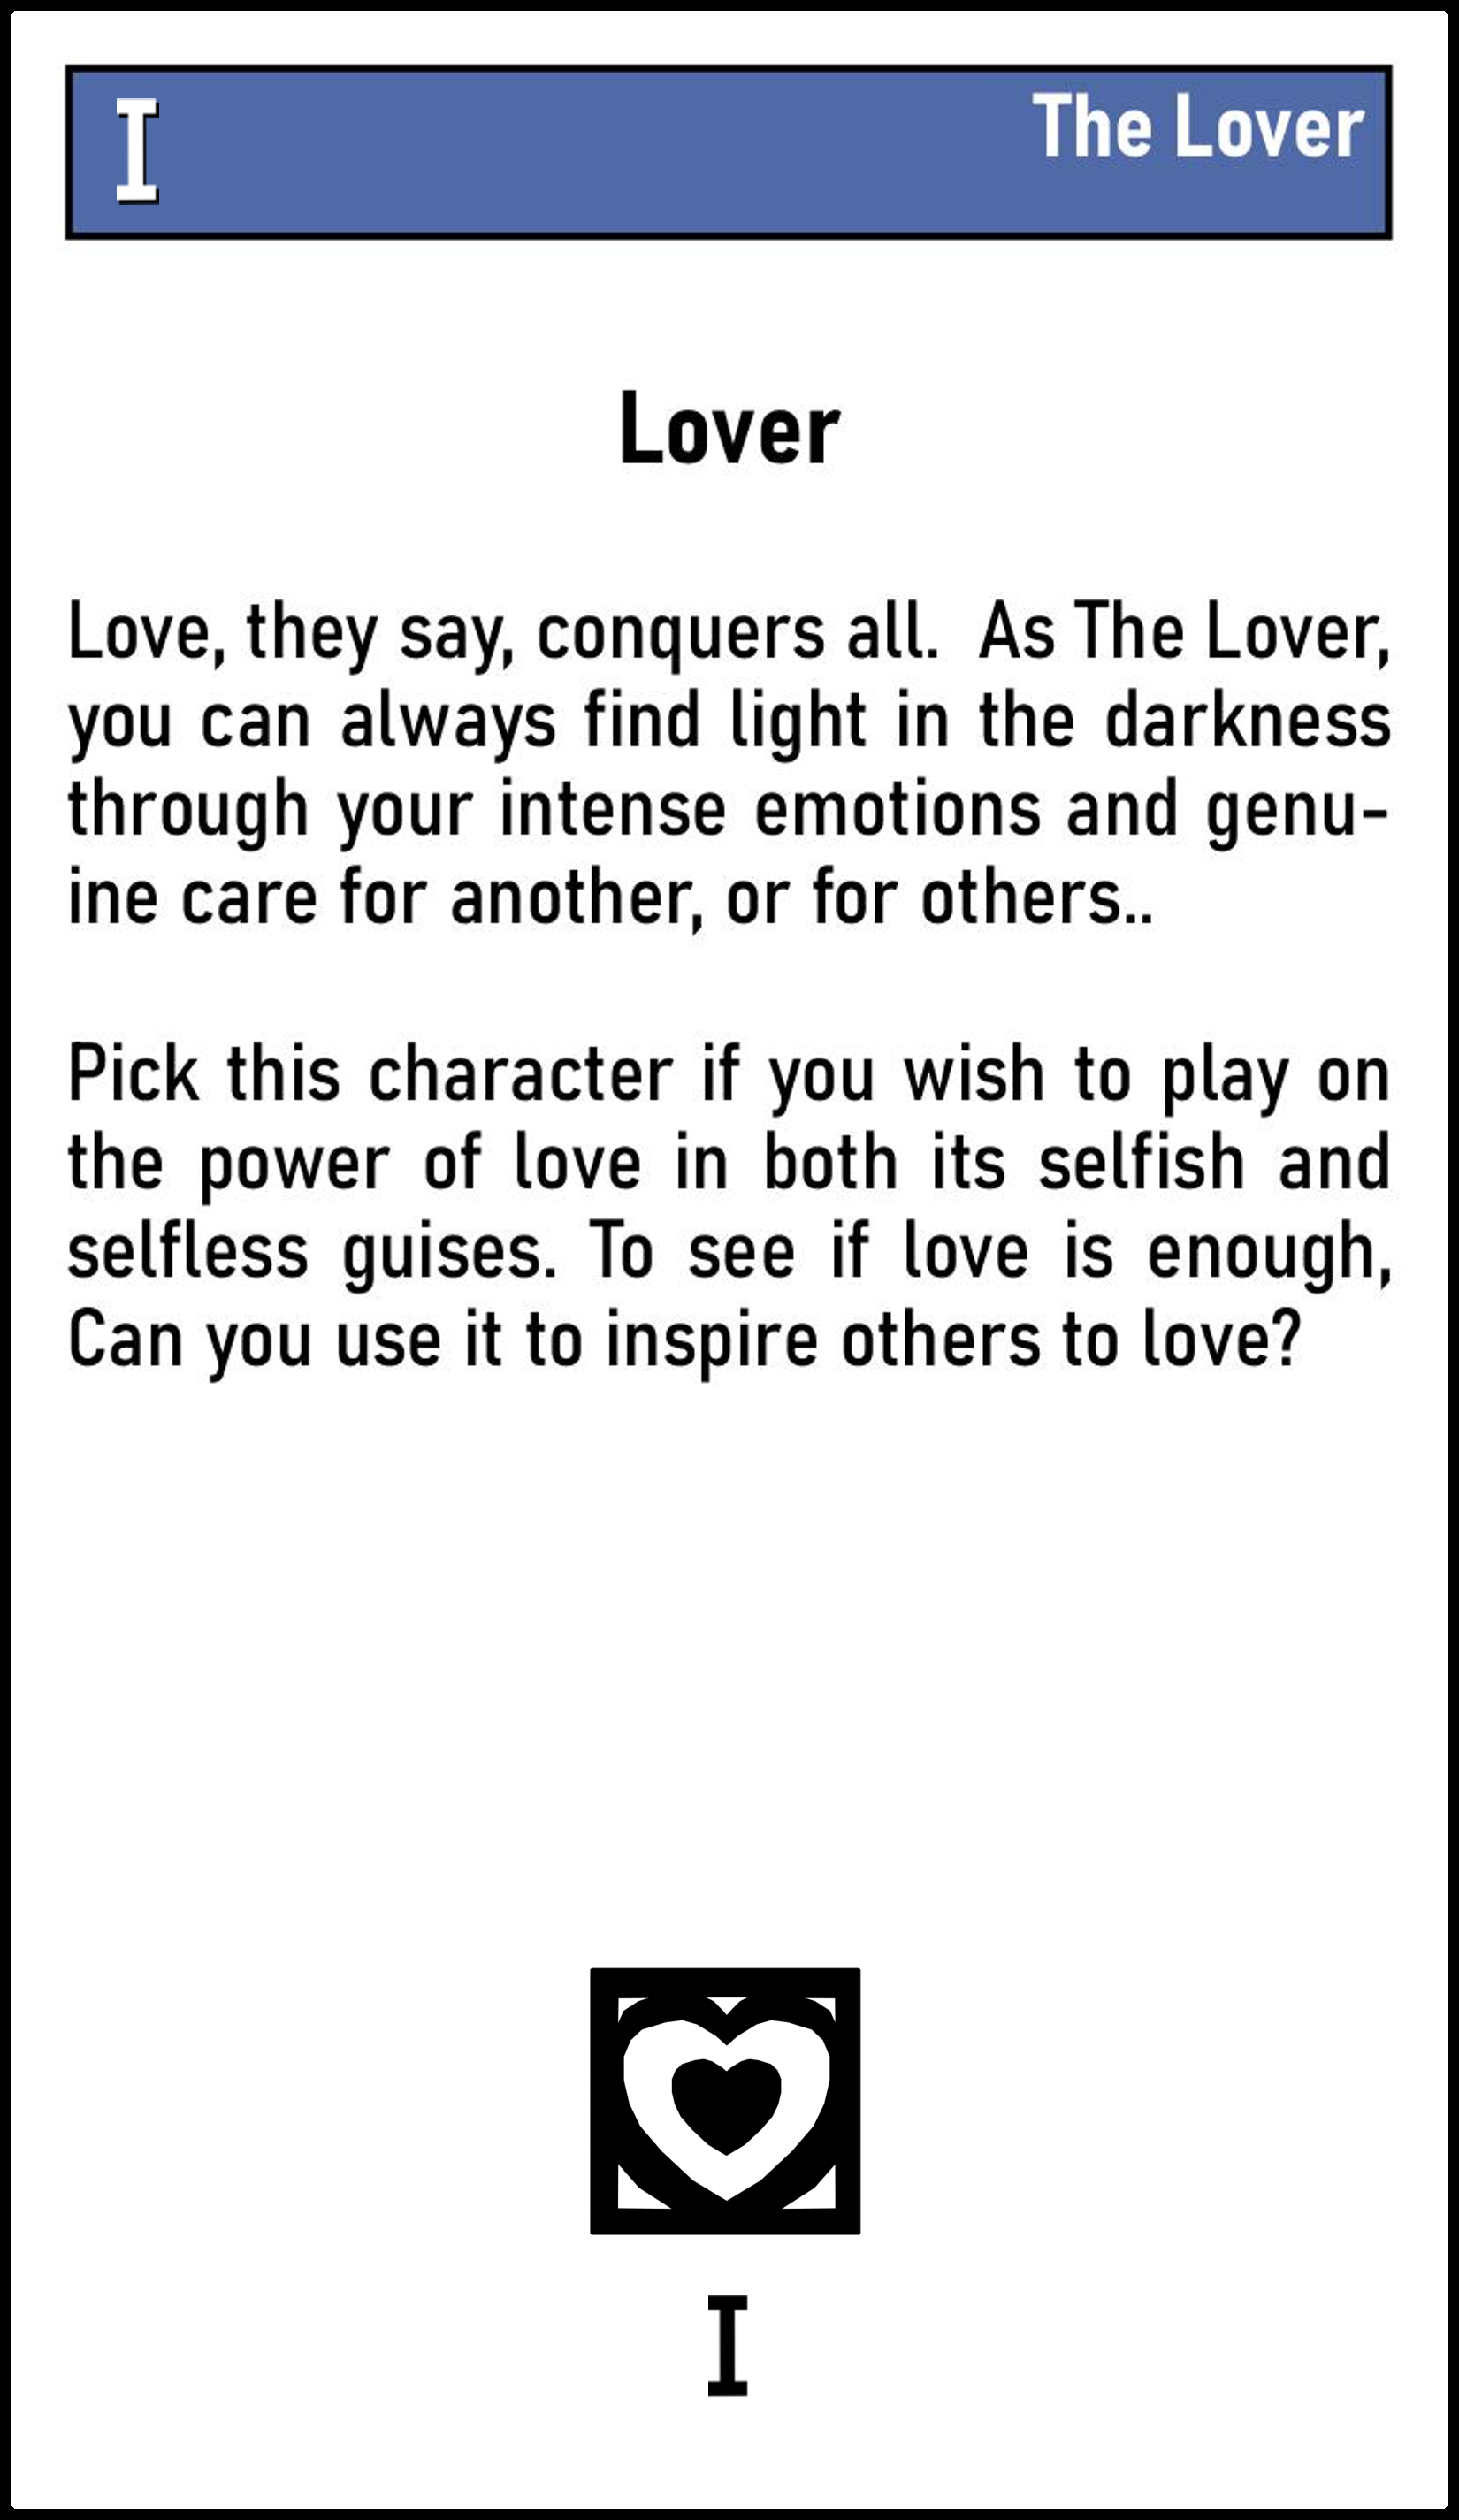 I
The Lover
Lover
Love, they say, conquers all.  As The Lover,
you can always find light in the darkness
through your intense emotions and genu-
ine care for another, or for others..
Pick this character if you wish to play on
the power of love in both its selfish and
selfless guises. To see if love is enough,
Can you use it to inspire others to love?
I